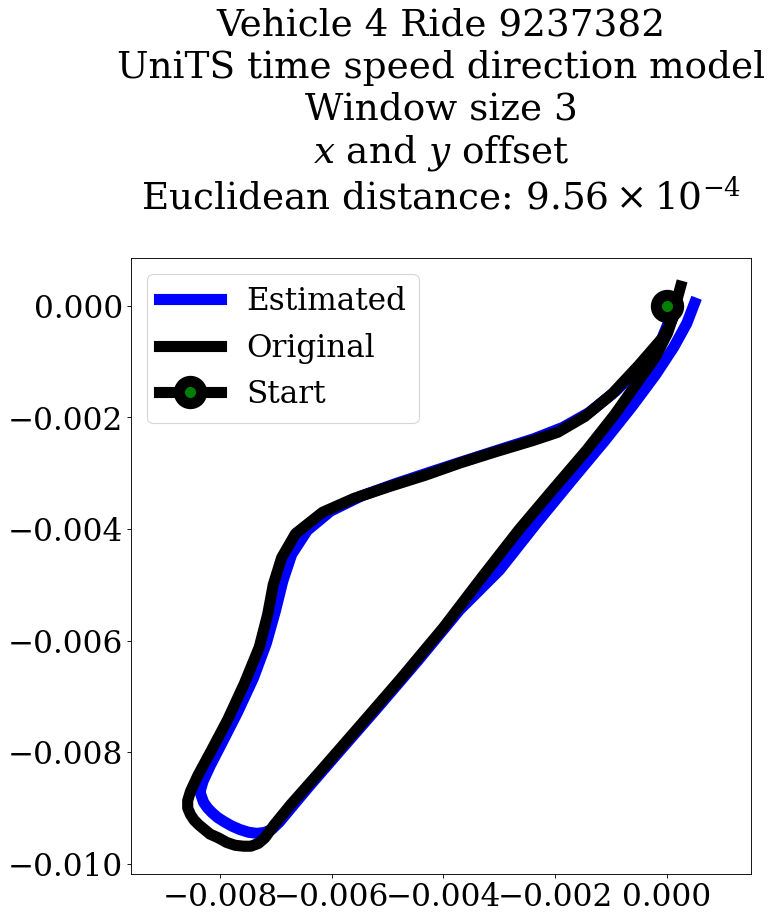 Vehicle 4 Ride 9237382
UniTS time speed direction model
Window size 3
x and y offset
Euclidean distance: 9.56 × 10⁻⁴
Estimated
Original
Start
0.000
−0.002
−0.004
−0.006
−0.008
−0.010
−0.008 −0.006 −0.004 −0.002 0.000